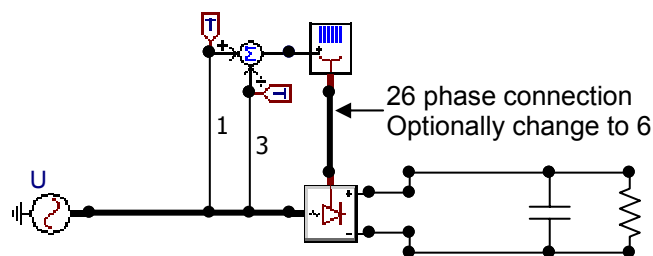 T
+
Σ
+
T
+
26 phase connection
Optionally change to 6
1
3
U
+
~
-